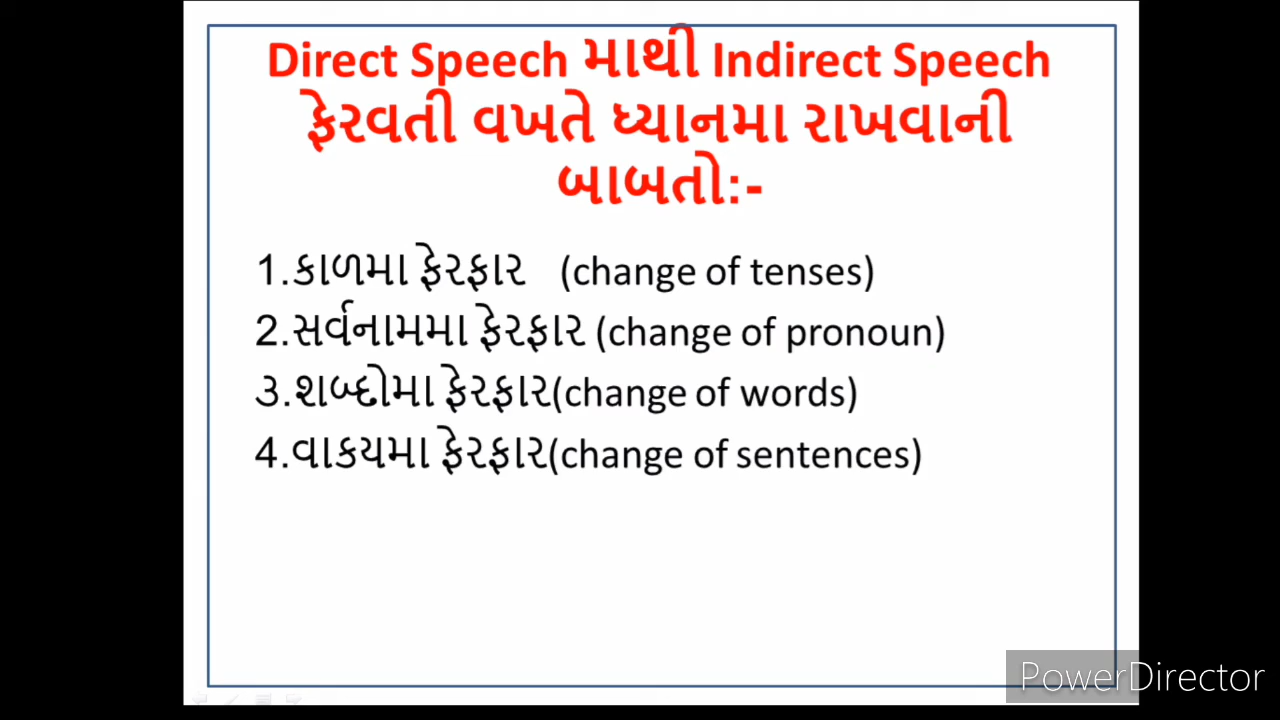 Direct Speech માથી Indirect Speech
ફેરવતી વખતે ધ્યાનમા રાખવાની
બાબતો:-
1.કાળમા ફેરફાર (change of tenses)
2.સર્વનામમા ફેરફાર (change of pronoun)
૩.શબ્દોમા ફેરફાર(change of words)
4.વાકયમા ફેરફાર(change of sentences)
PowerDirector